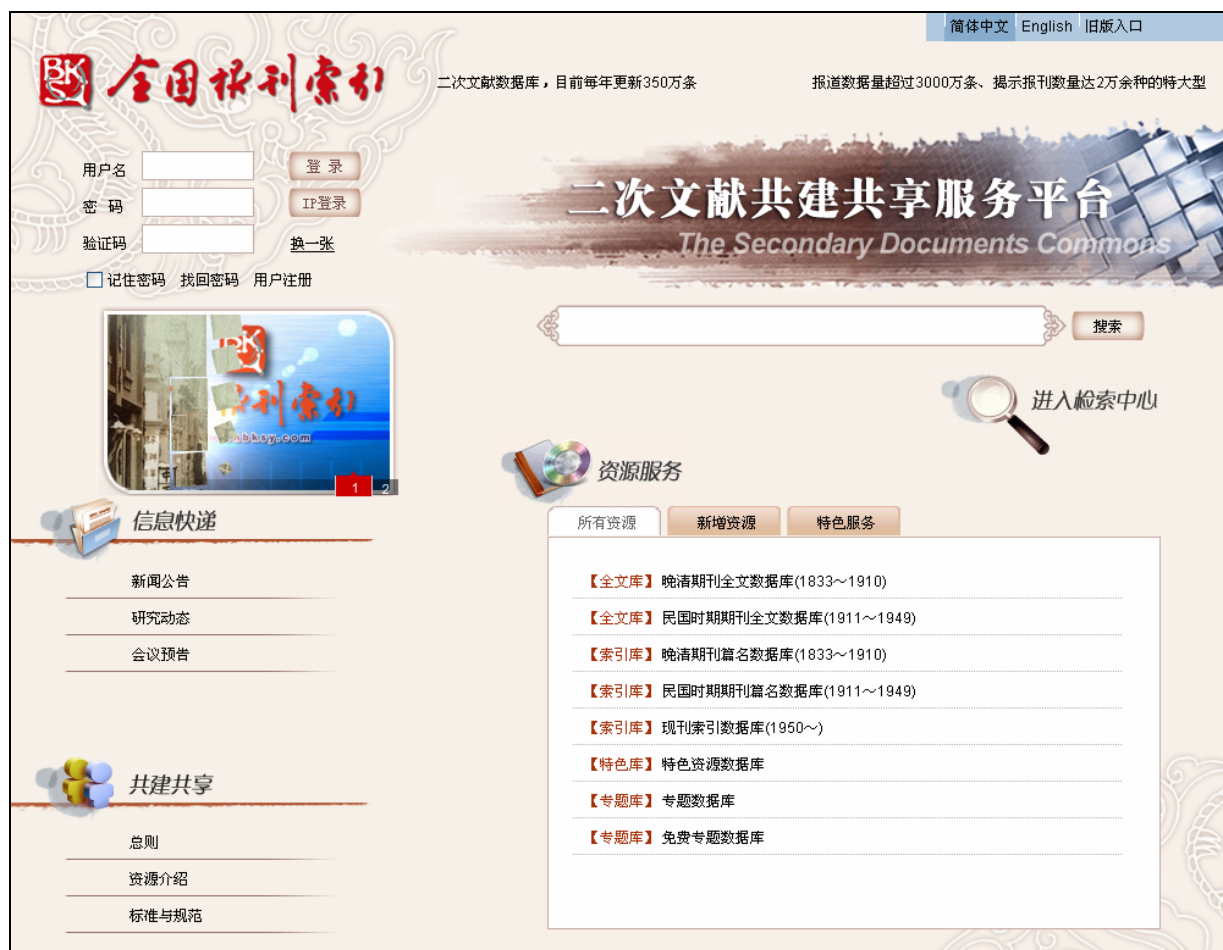 简体中文 English 旧版入口
BKSY 全国报刊索引
二次文献数据库，目前每年更新350万条 报道数据量超过3000万条、揭示报刊数量达2万余种的特大型
用户名 登 录
密 码 IP登录
验证码 换一张
记住密码 找回密码 用户注册
二次文献共建共享服务平台
The Secondary Documents Commons
搜索
进入检索中心
报刊索引
1 2
资源服务
所有资源 新增资源 特色服务
【全文库】晚清期刊全文数据库(1833～1910)
【全文库】民国时期期刊全文数据库(1911～1949)
【索引库】晚清期刊篇名数据库(1833～1910)
【索引库】民国时期期刊篇名数据库(1911～1949)
【索引库】现刊索引数据库(1950～)
【特色库】特色资源数据库
【专题库】专题数据库
【专题库】免费专题数据库
信息快递
新闻公告
研究动态
会议预告
共建共享
总则
资源介绍
标准与规范